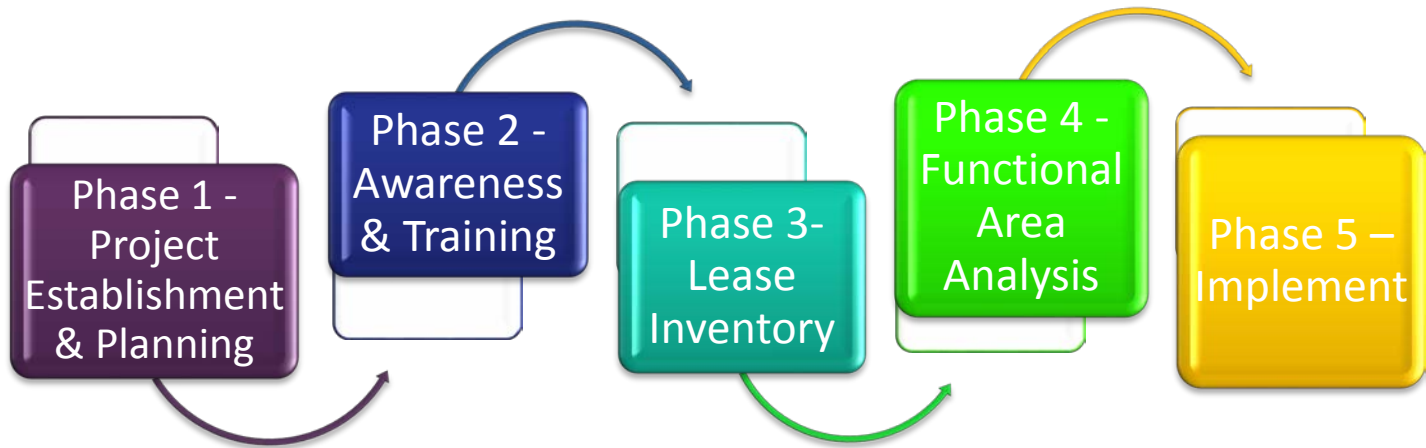 Phase 1 -
Project
Establishment
& Planning
Phase 2 -
Awareness
& Training
Phase 3-
Lease
Inventory
Phase 4 -
Functional
Area
Analysis
Phase 5 –
Implement